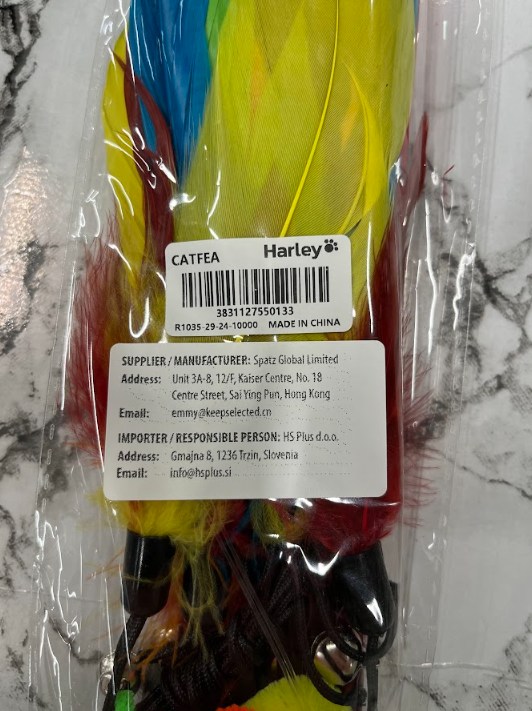 CATFEA Harley
3831127550133
R1035-29-24-10000 MADE IN CHINA
SUPPLIER / MANUFACTURER: Spatz Global Limited
Address: Unit 3A-8, 12/F, Kaiser Centre, No. 18
Centre Street, Sai Ying Pun, Hong Kong
Email: emmy@keepselected.cn
IMPORTER / RESPONSIBLE PERSON: HS Plus d.o.o.
Address: Gmajna 8, 1236 Trzin, Slovenia
Email: info@hsplus.si